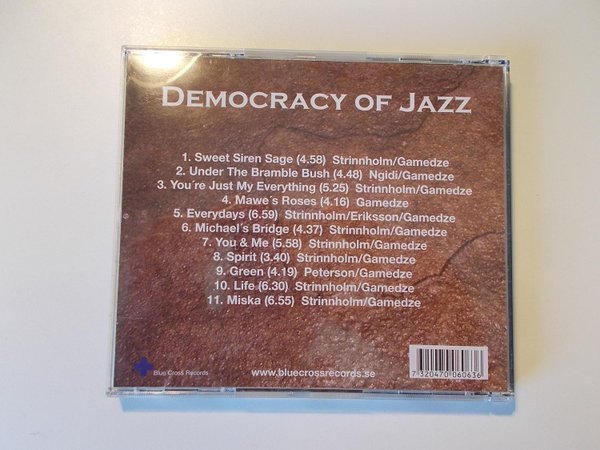 DEMOCRACY OF JAZZ
1. Sweet Siren Sage (4.58) Strinnholm/Gamedze
2. Under The Bramble Bush (4.48) Ngidi/Gamedze
3. You´re Just My Everything (5.25) Strinnholm/Gamedze
4. Mawe´s Roses (4.16) Gamedze
5. Everydays (6.59) Strinnholm/Eriksson/Gamedze
6. Michael´s Bridge (4.37) Strinnholm/Gamedze
7. You & Me (5.58) Strinnholm/Gamedze
8. Spirit (3.40) Strinnholm/Gamedze
9. Green (4.19) Peterson/Gamedze
10. Life (6.30) Strinnholm/Gamedze
11. Miska (6.55) Strinnholm/Gamedze
Blue Cross Records
www.bluecrossrecords.se
7 320470 060636